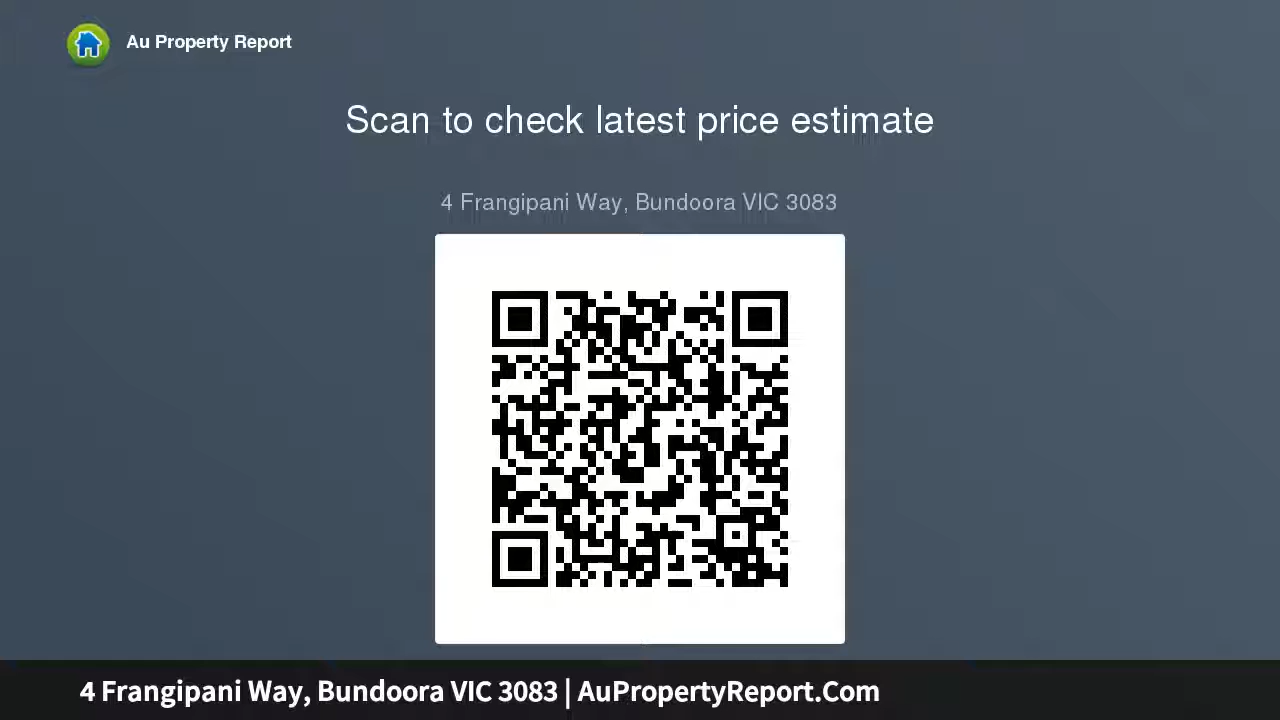 Au Property Report
Scan to check latest price estimate
4 Frangipani Way, Bundoora VIC 3083
4 Frangipani Way, Bundoora VIC 3083 | AuPropertyReport.Com